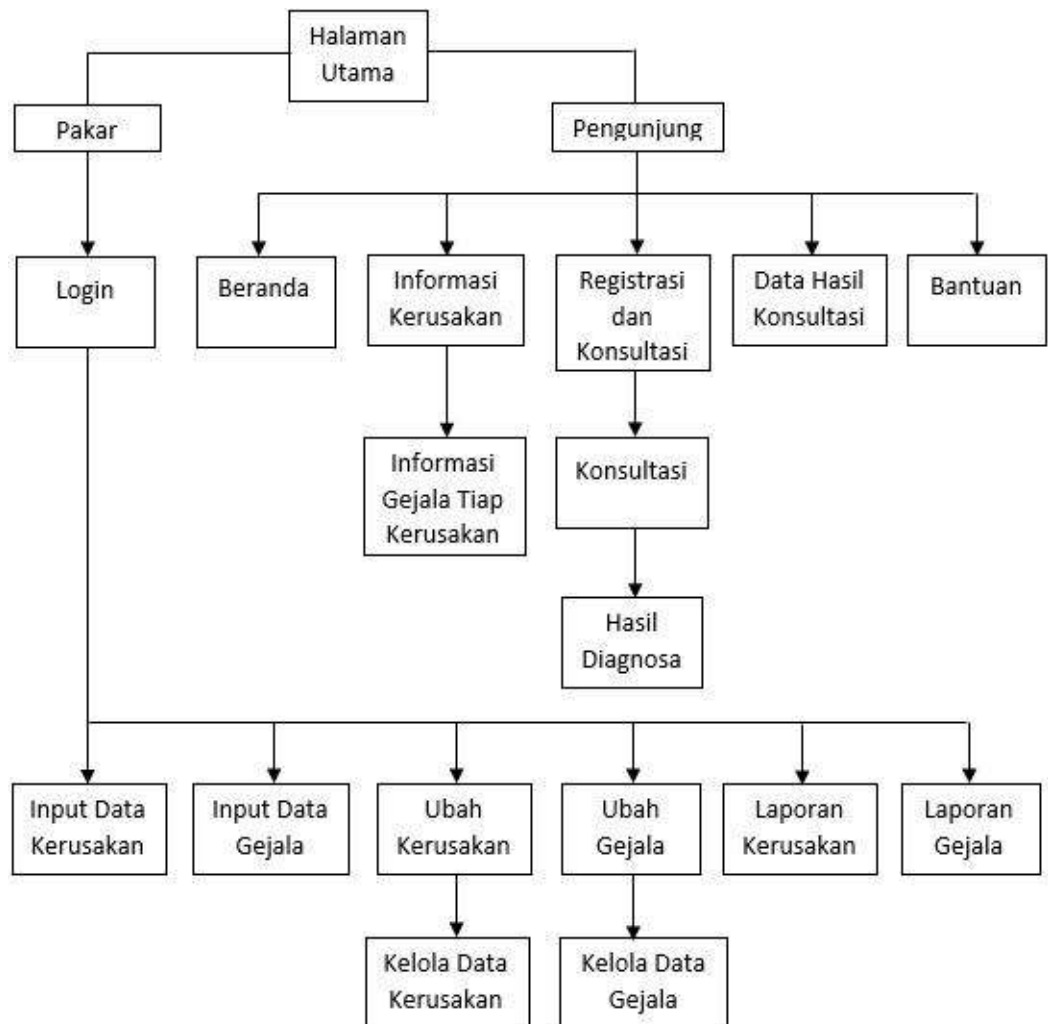 Halaman
Utama
Pakar
Pengunjung
Login
Beranda
Informasi
Kerusakan
Registrasi
dan
Konsultasi
Data Hasil
Konsultasi
Bantuan
Informasi
Gejala Tiap
Kerusakan
Konsultasi
Hasil
Diagnosa
Input Data
Kerusakan
Input Data
Gejala
Ubah
Kerusakan
Ubah
Gejala
Laporan
Kerusakan
Laporan
Gejala
Kelola Data
Kerusakan
Kelola Data
Gejala